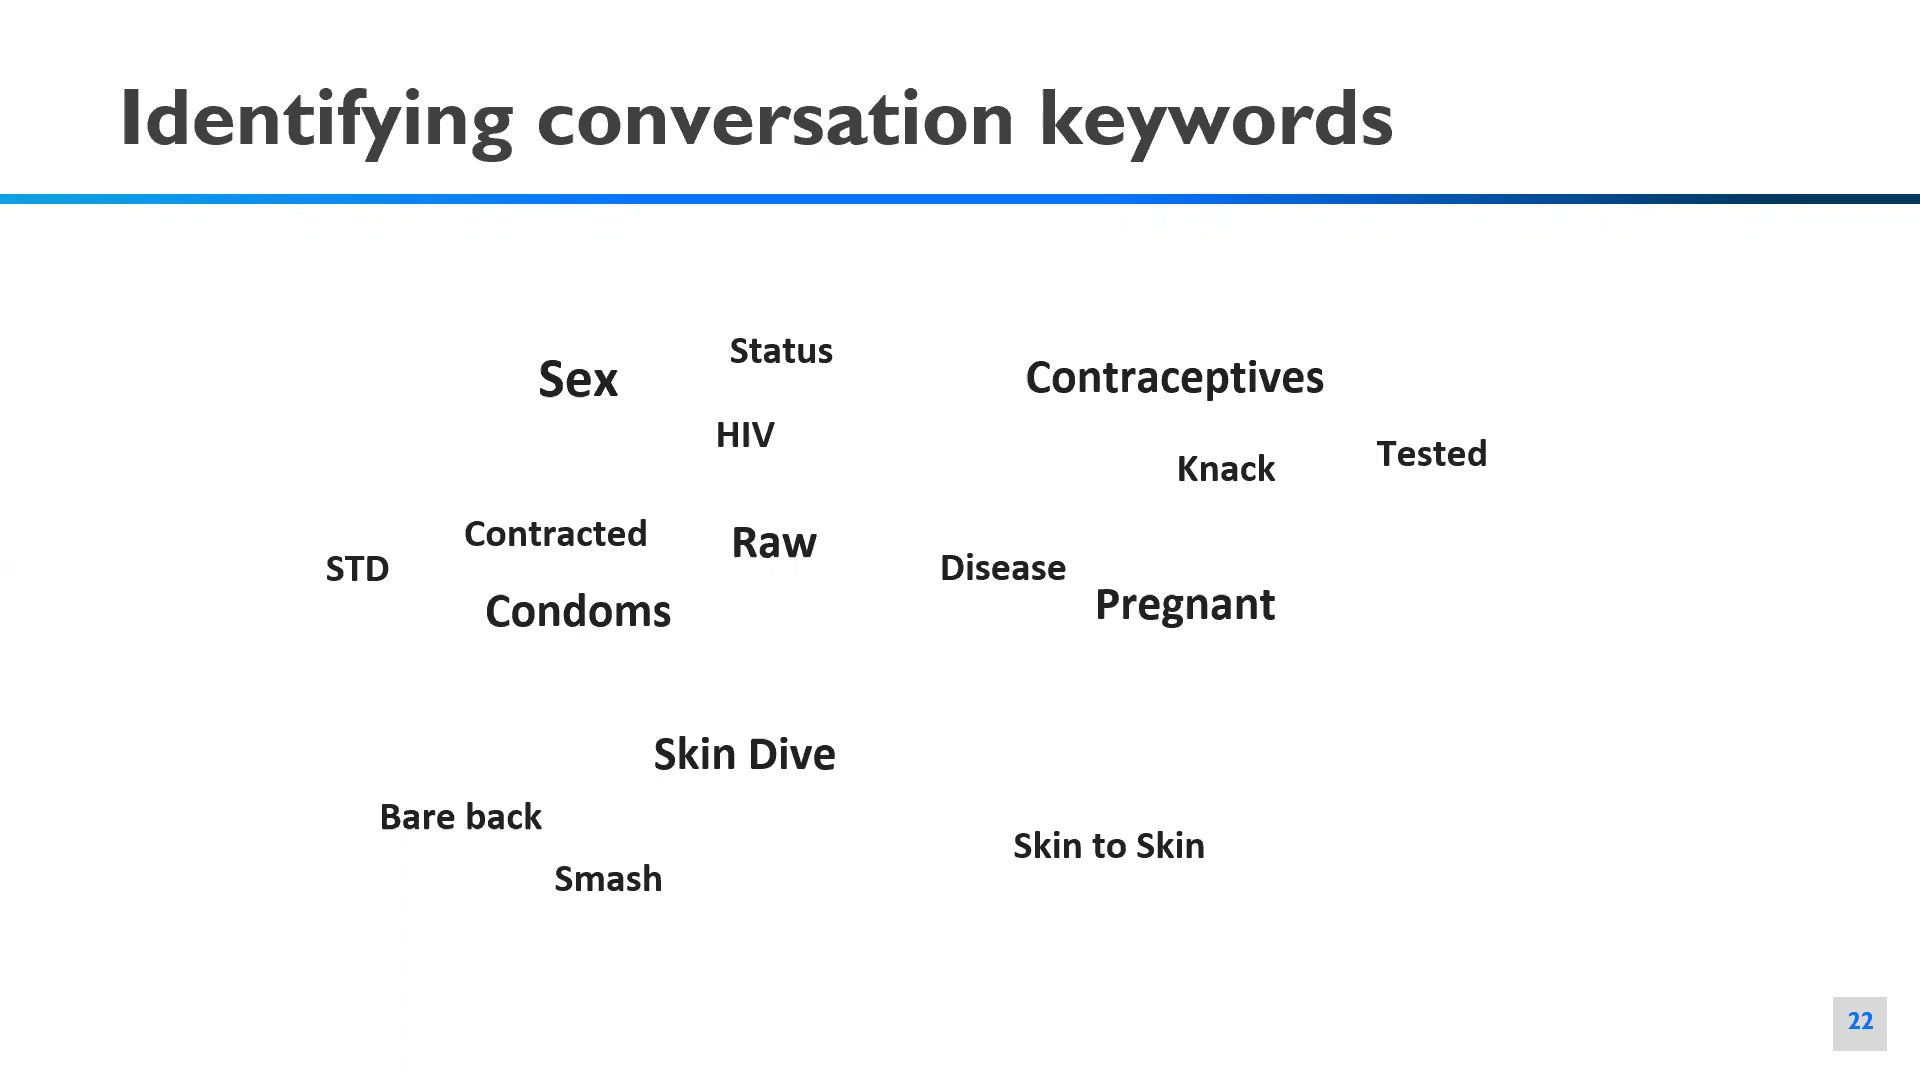 Identifying conversation keywords
Status
Sex
Contraceptives
HIV
Tested
Knack
Contracted
Raw
STD
Disease
Condoms
Pregnant
Skin Dive
Bare back
Skin to Skin
Smash
22